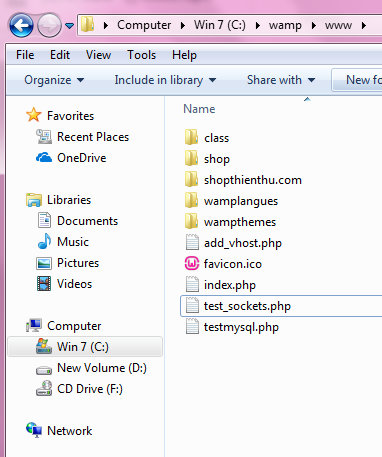 Computer Win 7 (C:) wamp www
File Edit View Tools Help
Organize Include in library Share with New fo
Favorites
Recent Places
OneDrive
Libraries
Documents
Music
Pictures
Videos
Computer
Win 7 (C:)
New Volume (D:)
CD Drive (F:)
Network
Name
class
shop
shopthienthu.com
wamplangues
wampthemes
add_vhost.php
favicon.ico
index.php
test_sockets.php
testmysql.php